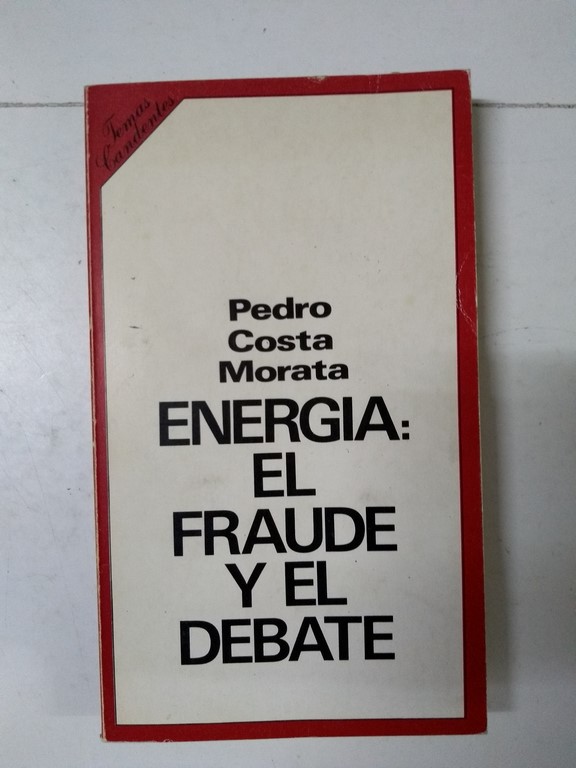 Temas
Candentes
Pedro
Costa
Morata
ENERGIA:
EL
FRAUDE
Y EL
DEBATE